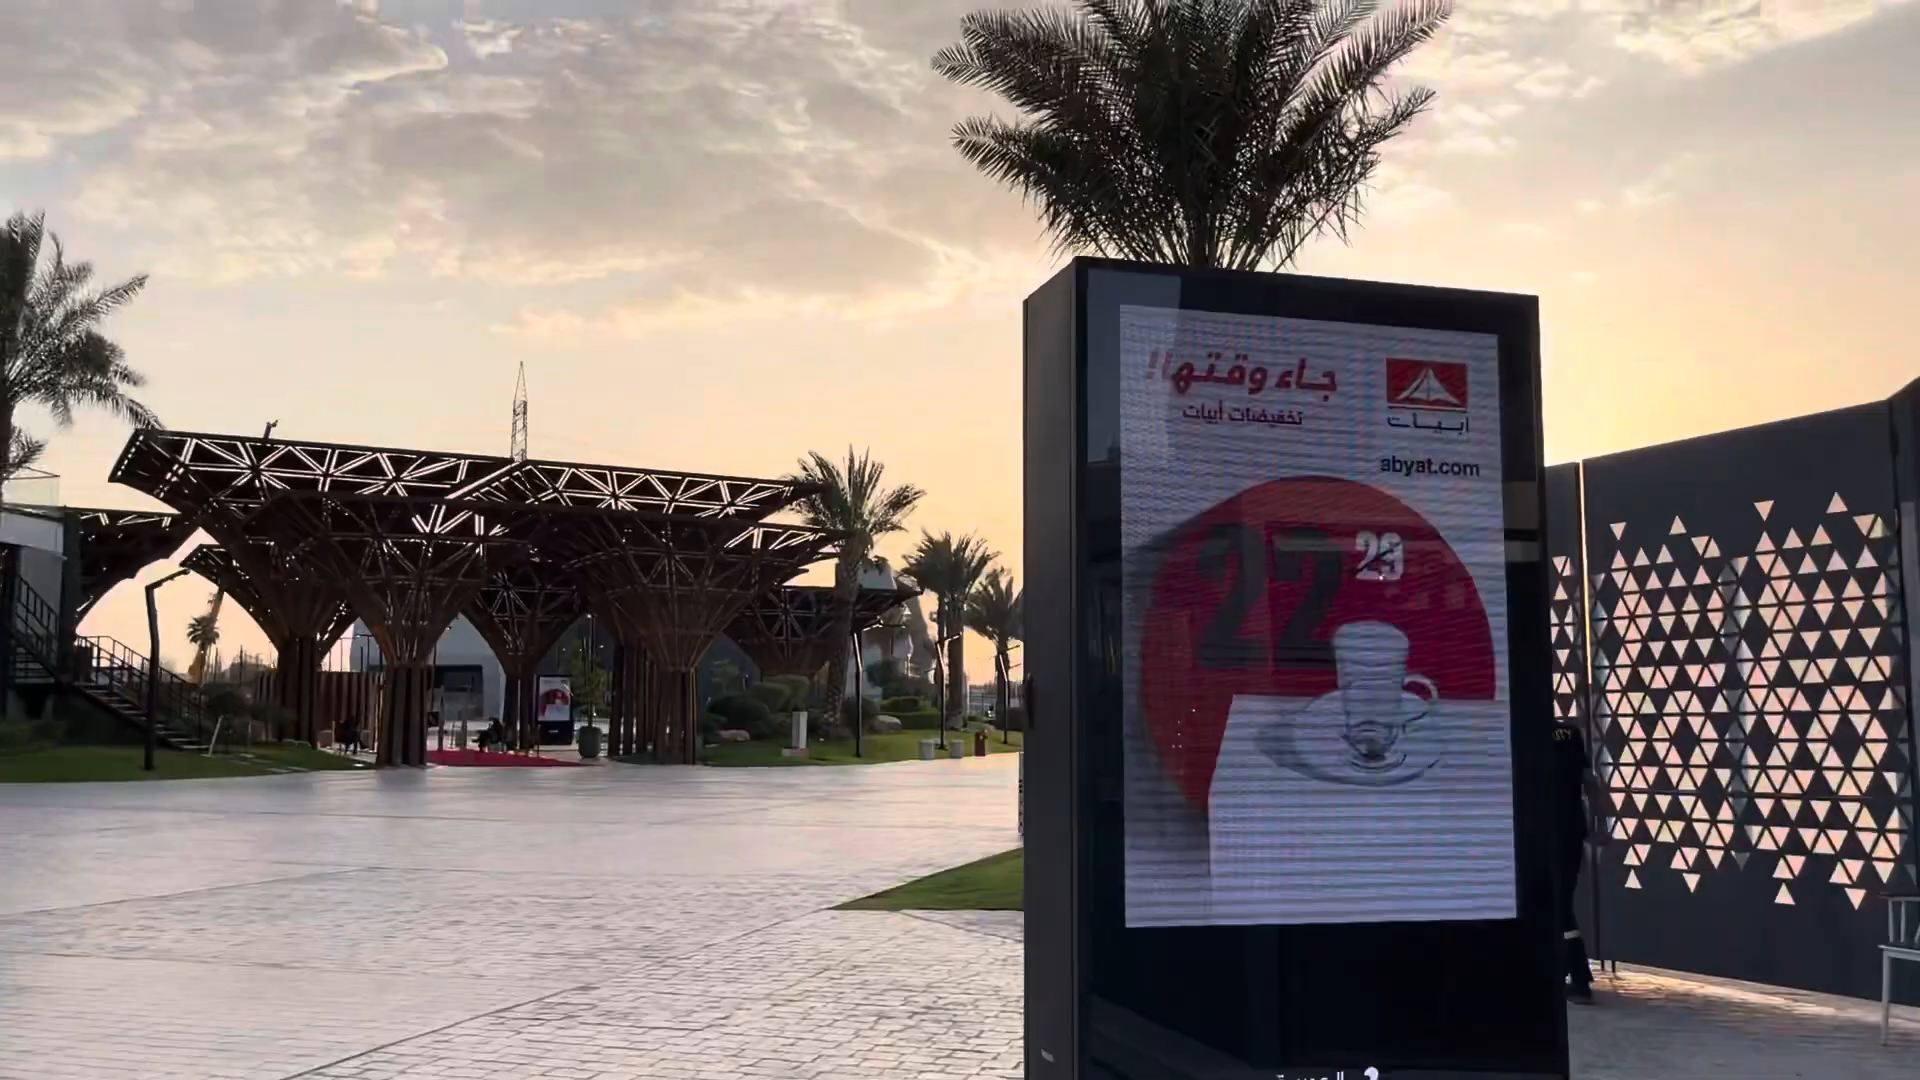 جاء وقتها!
تخفيضات أبيات
أبيات
abyat.com
22
29